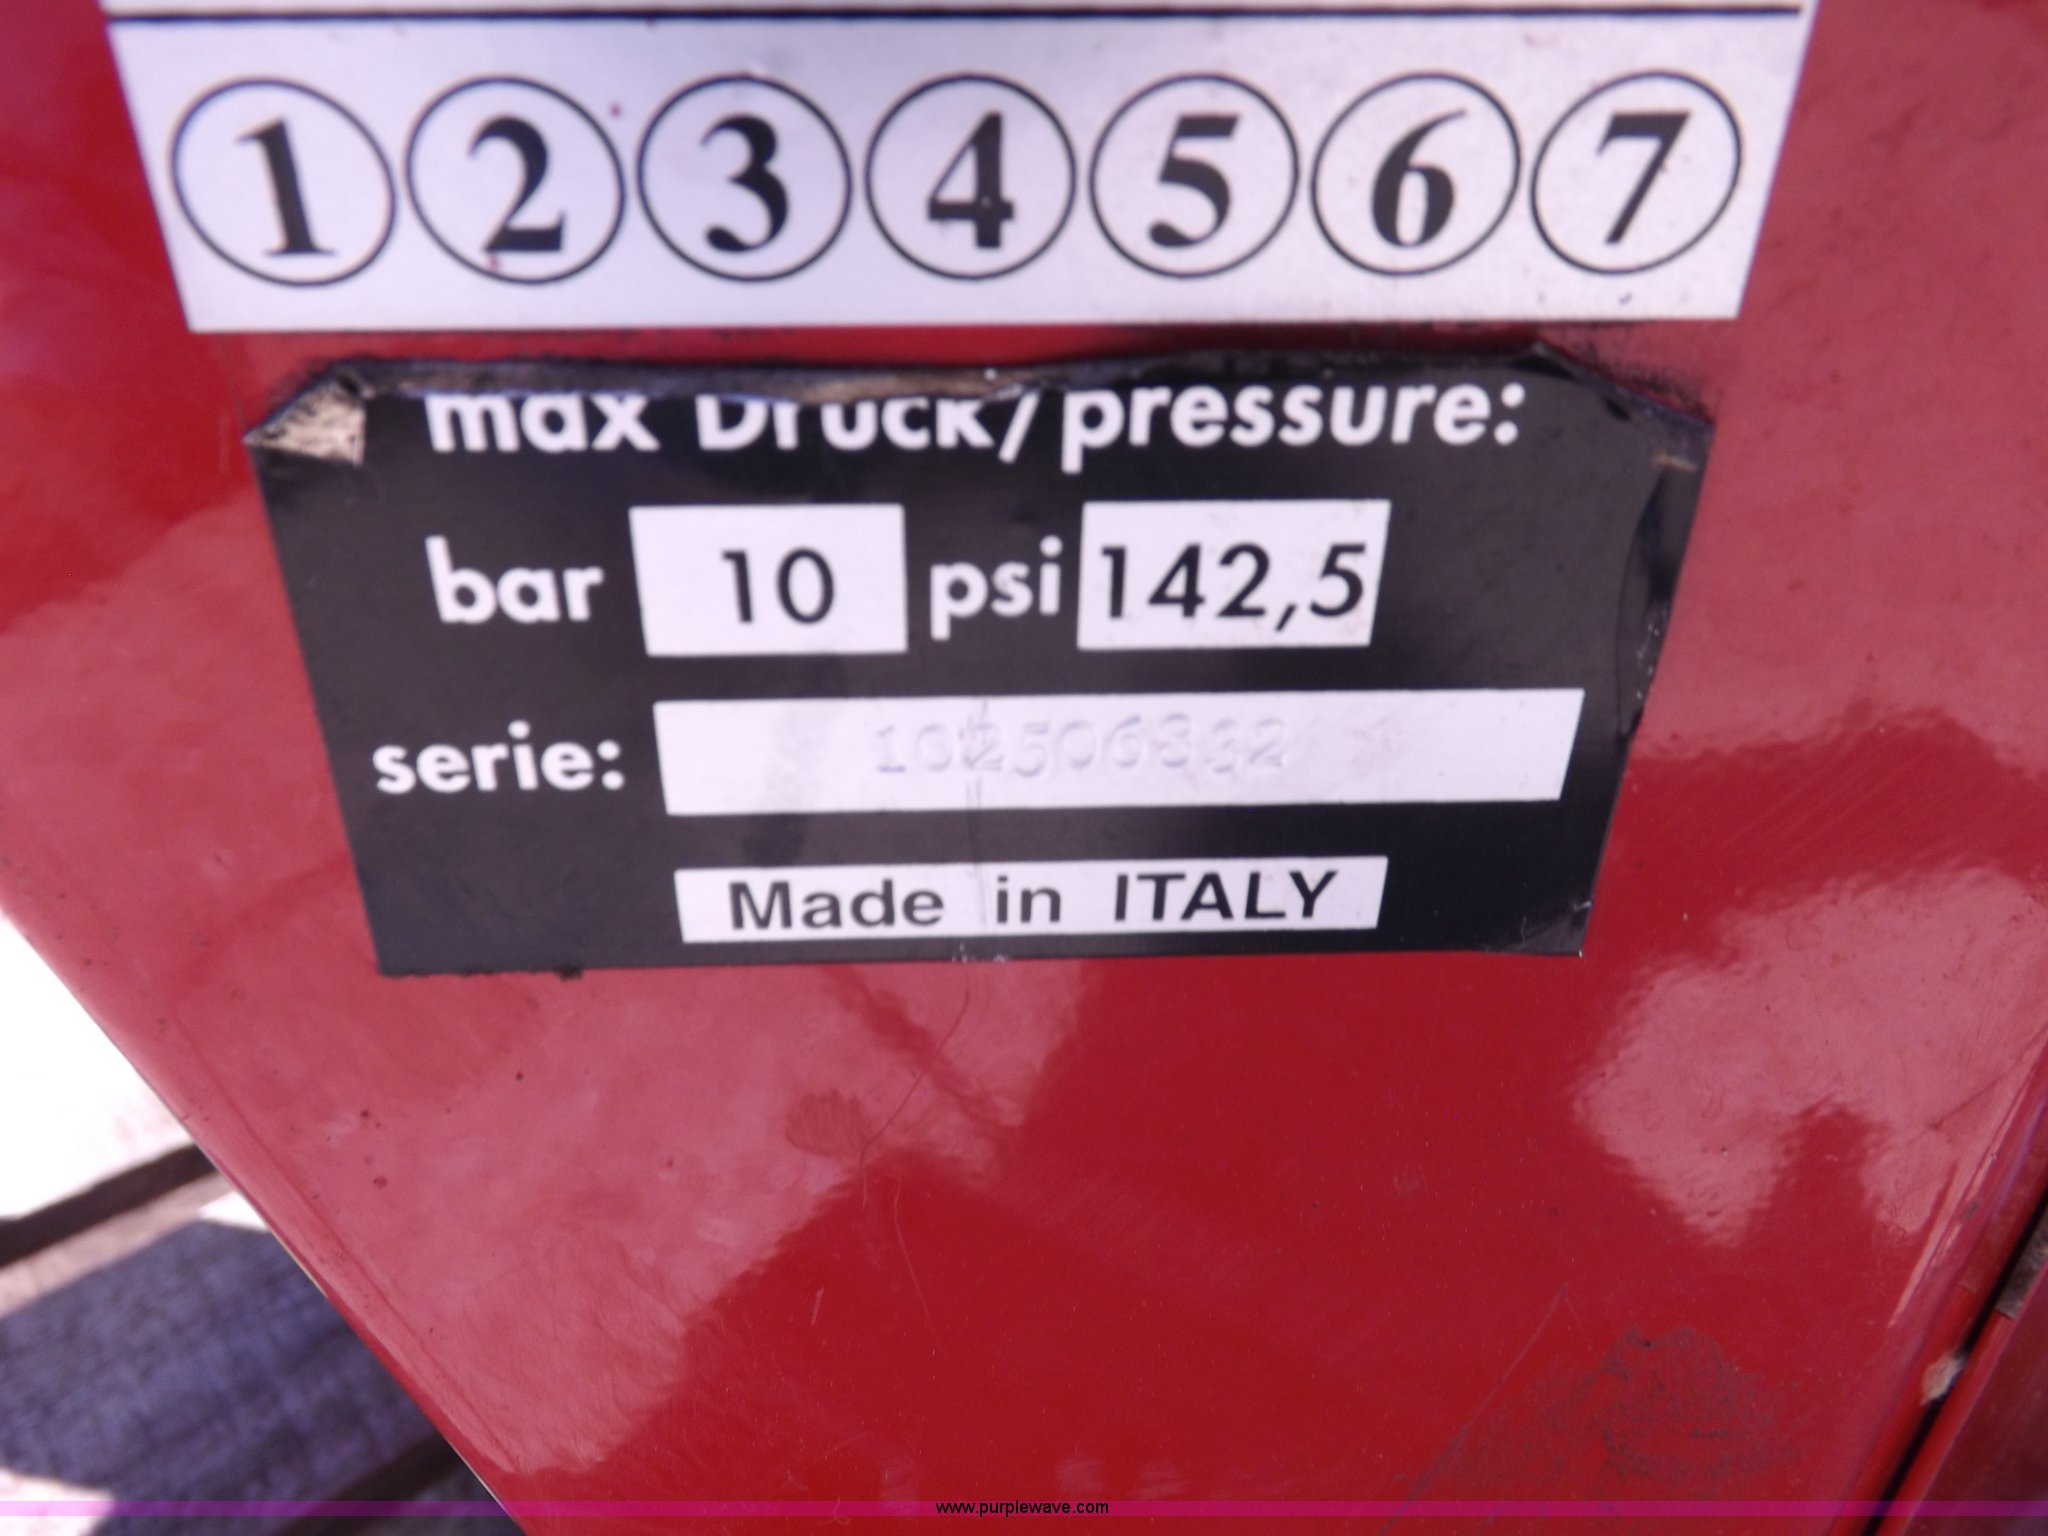 1 2 3 4 5 6 7
max Druck/pressure:
bar 10 psi 142,5
serie: 102506832
Made in ITALY
www.purplewave.com